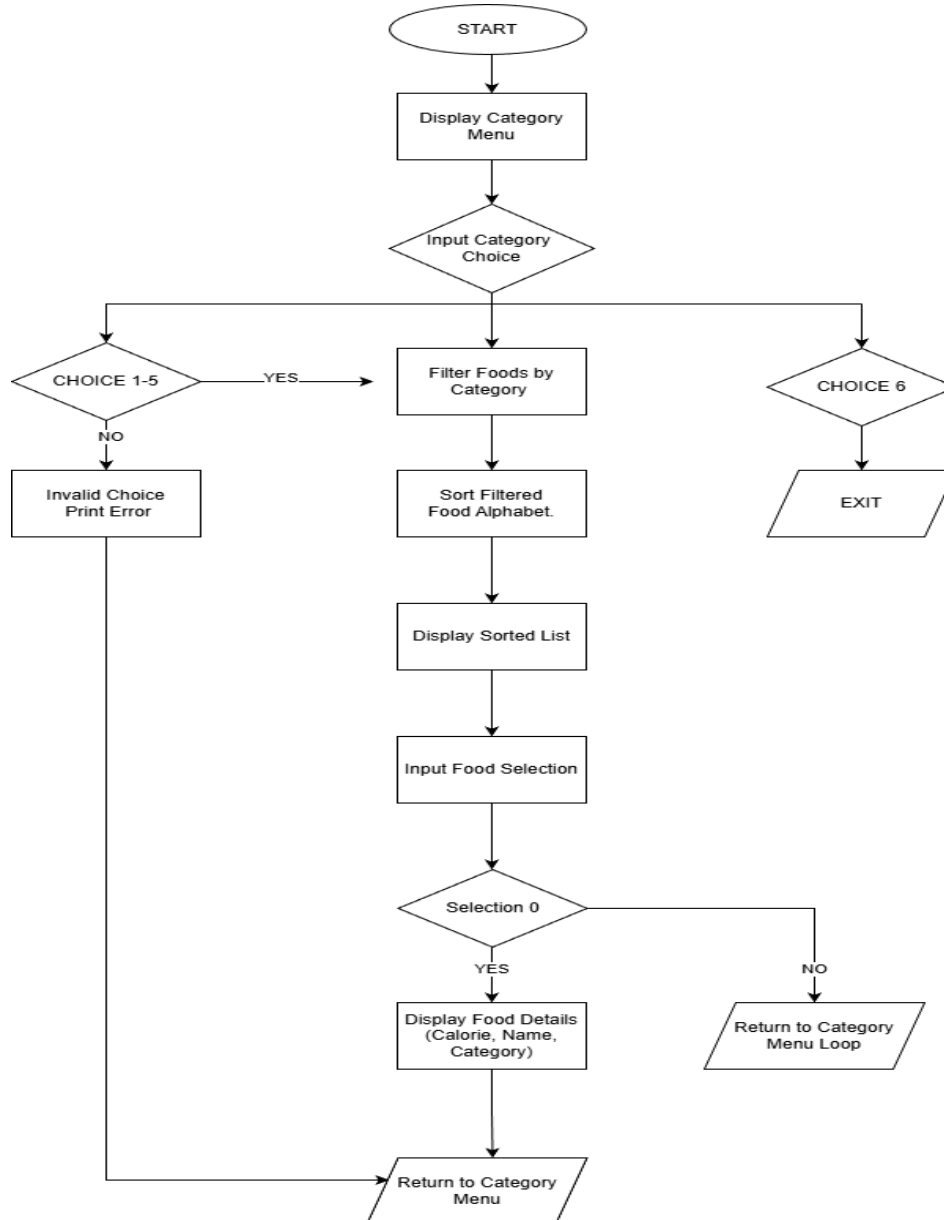 START
Display Category
Menu
Input Category
Choice
CHOICE 1-5
YES
Filter Foods by
Category
CHOICE 6
NO
Invalid Choice
Print Error
Sort Filtered
Food Alphabet.
EXIT
Display Sorted List
Input Food Selection
Selection 0
YES
NO
Display Food Details
(Calorie, Name,
Category)
Return to Category
Menu Loop
Return to Category
Menu